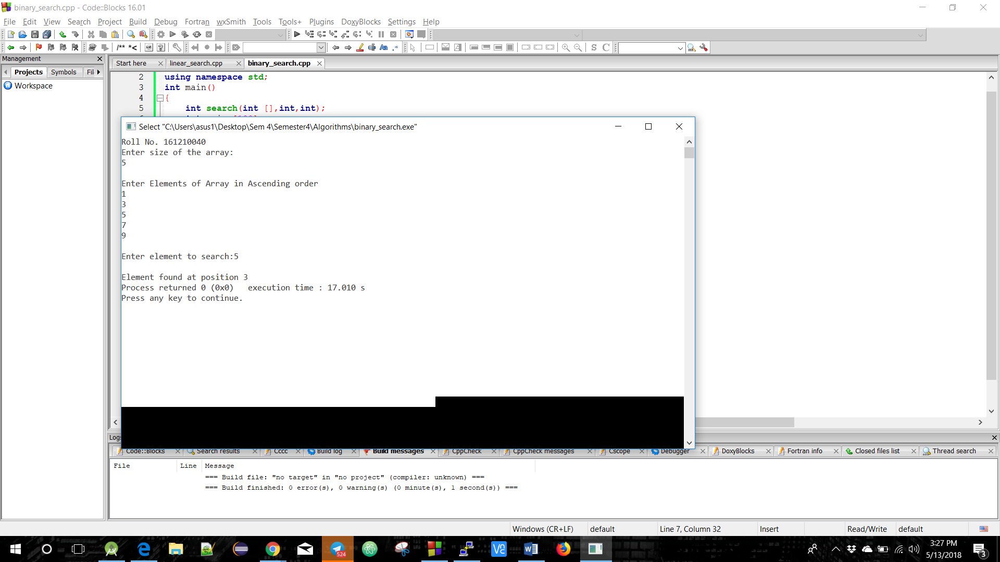 binary_search.cpp - Code::Blocks 16.01
File Edit View Search Project Build Debug Fortran wxSmith Tools Tools+ Plugins DoxyBlocks Settings Help
/** *<
Aa .*
S C
Management
Start here linear_search.cpp binary_search.cpp
Projects Symbols Fil
Workspace
2 using namespace std;
3 int main()
4 {
5 int search(int [],int,int);
Select "C:\Users\asus1\Desktop\Sem 4\Semester4\Algorithms\binary_search.exe"
Roll No. 161210040
Enter size of the array:
5
Enter Elements of Array in Ascending order
1
3
5
7
9
Enter element to search:5
Element found at position 3
Process returned 0 (0x0) execution time : 17.010 s
Press any key to continue.
Logs
Code::Blocks Search results Cccc Build log Build messages CppCheck CppCheck messages Cscope Debugger DoxyBlocks Fortran info Closed files list Thread search
File Line Message
=== Build file: "no target" in "no project" (compiler: unknown) ===
=== Build finished: 0 error(s), 0 warning(s) (0 minute(s), 1 second(s)) ===
Windows (CR+LF) default Line 7, Column 32 Insert Read/Write default
524
3:27 PM
5/13/2018
3